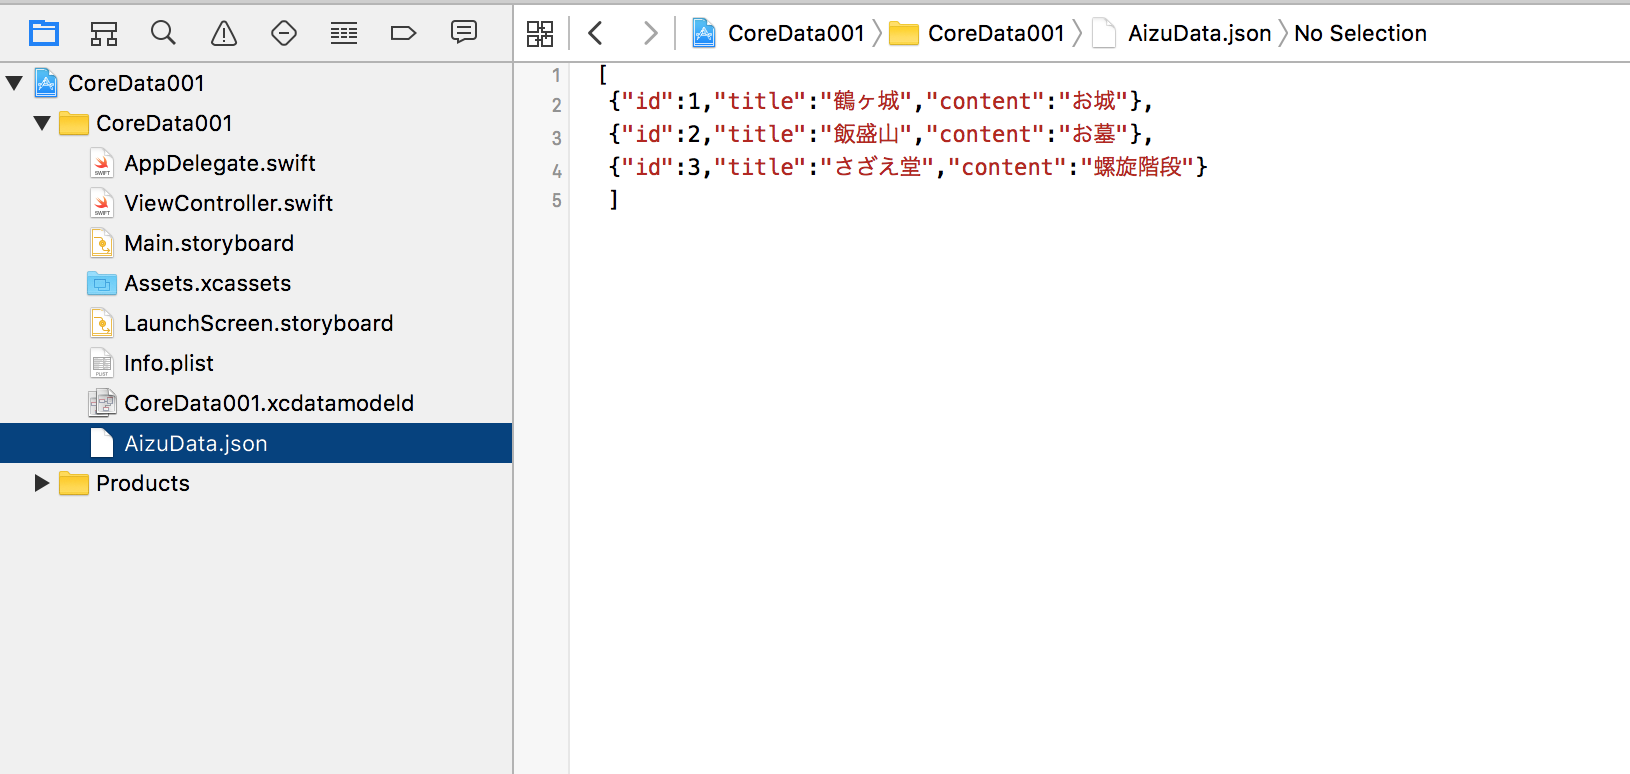 CoreData001
CoreData001
AppDelegate.swift
ViewController.swift
Main.storyboard
Assets.xcassets
LaunchScreen.storyboard
Info.plist
CoreData001.xcdatamodeld
AizuData.json
Products
CoreData001 CoreData001 AizuData.json No Selection
1 [
2 {"id":1,"title":"鶴ヶ城","content":"お城"},
3 {"id":2,"title":"飯盛山","content":"お墓"},
4 {"id":3,"title":"さざえ堂","content":"螺旋階段"}
5 ]